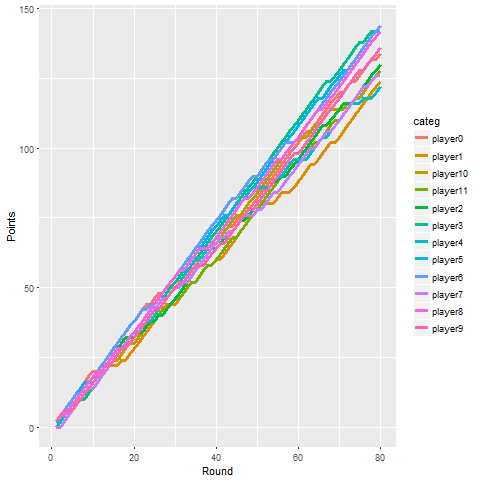 150
100
50
0
Points
0
20
40
60
80
Round
categ
player0
player1
player10
player11
player2
player3
player4
player5
player6
player7
player8
player9